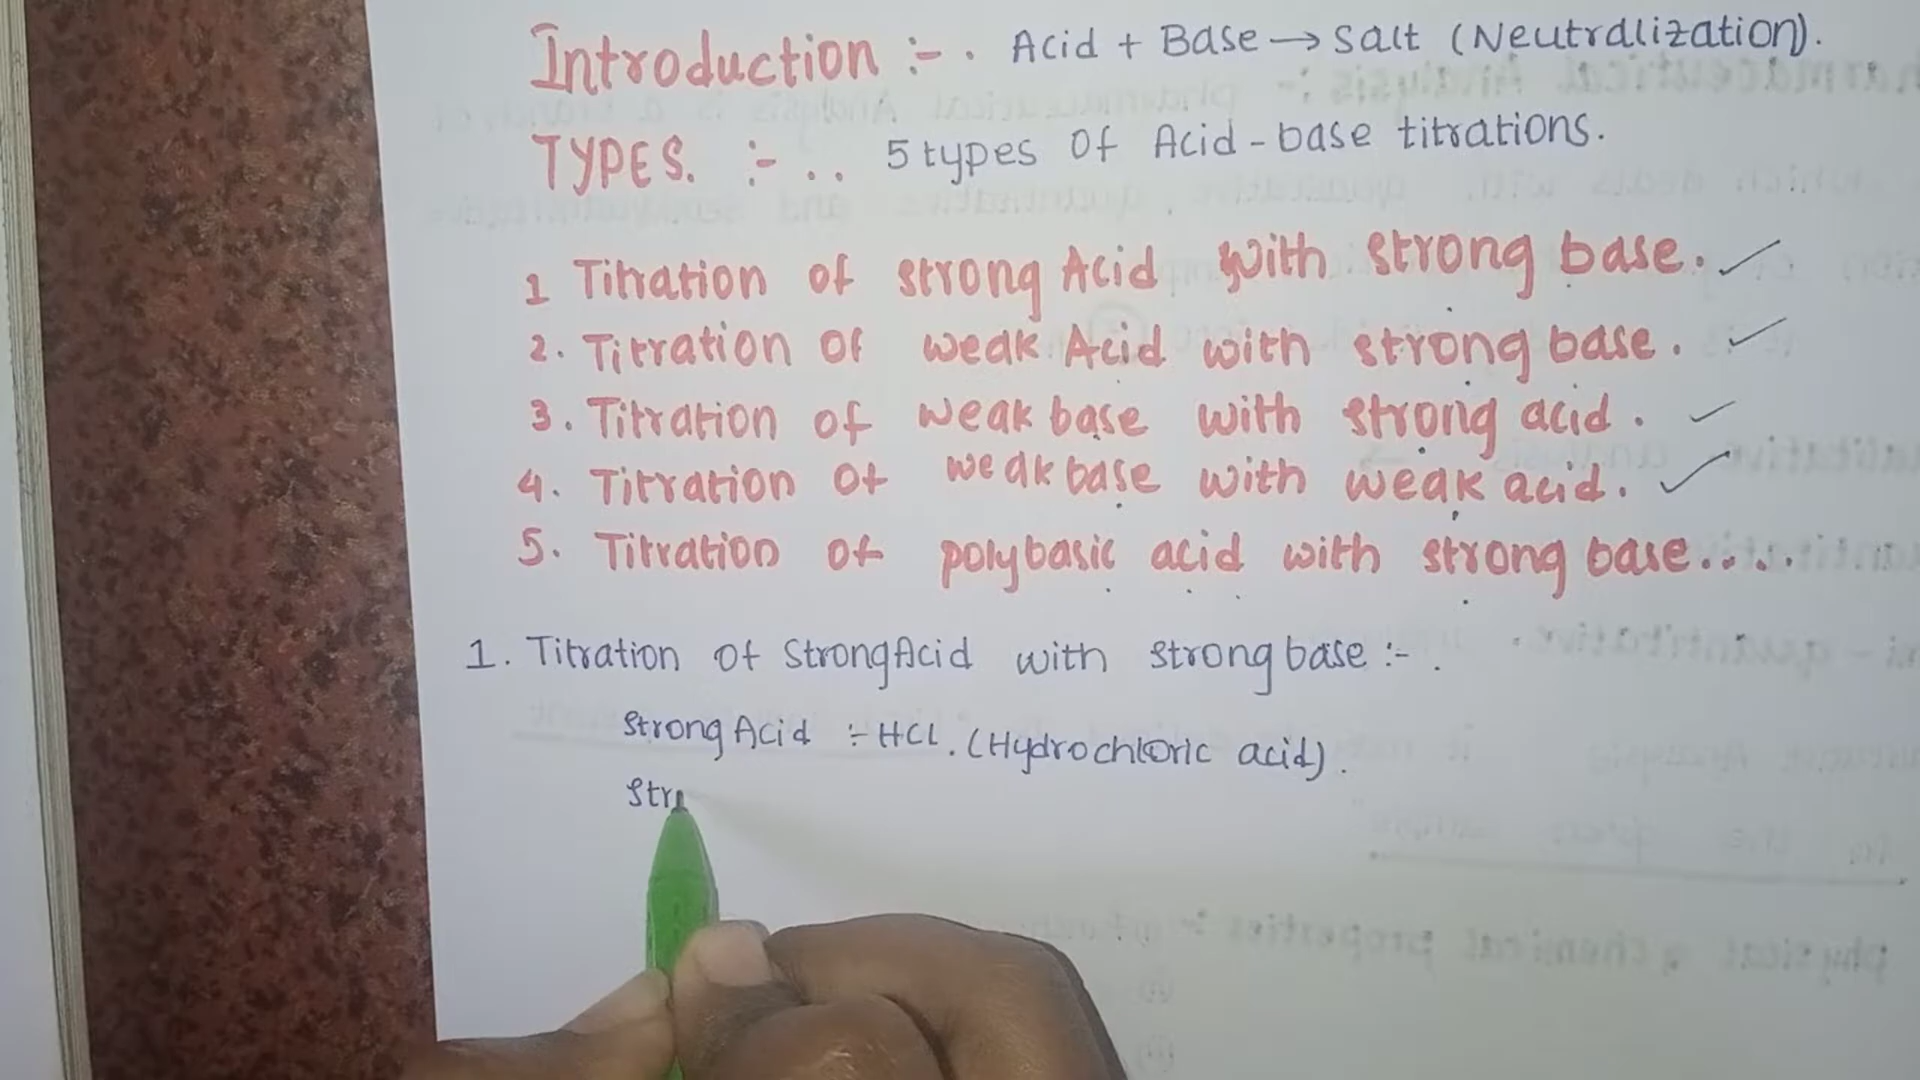 Introduction :- . Acid + Base → Salt (Neutralization).
TYPES. :- .. 5 types Of Acid-base titrations.
1 Titration of strong Acid with strong base.
2. Titration Of weak Acid with strong base.
3. Titration of weak base with strong acid.
4. Titration Of weak base with weak acid.
5. Titration of polybasic acid with strong base.....
1. Titration of Strong Acid with strong base :- .
Strong Acid :- HCL. (Hydrochloric acid).
Str